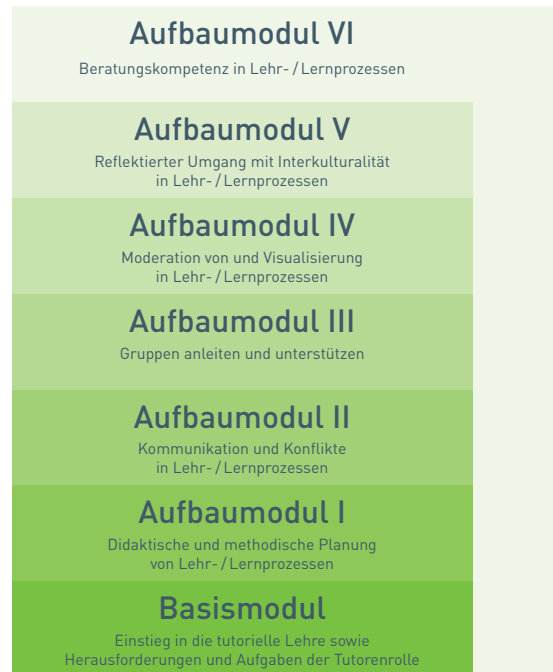 Aufbaumodul VI
Beratungskompetenz in Lehr- / Lernprozessen
Aufbaumodul V
Reflektierter Umgang mit Interkulturalität
in Lehr- / Lernprozessen
Aufbaumodul IV
Moderation von und Visualisierung
in Lehr- / Lernprozessen
Aufbaumodul III
Gruppen anleiten und unterstützen
Aufbaumodul II
Kommunikation und Konflikte
in Lehr- / Lernprozessen
Aufbaumodul I
Didaktische und methodische Planung
von Lehr- / Lernprozessen
Basismodul
Einstieg in die tutorielle Lehre sowie
Herausforderungen und Aufgaben der Tutorenrolle